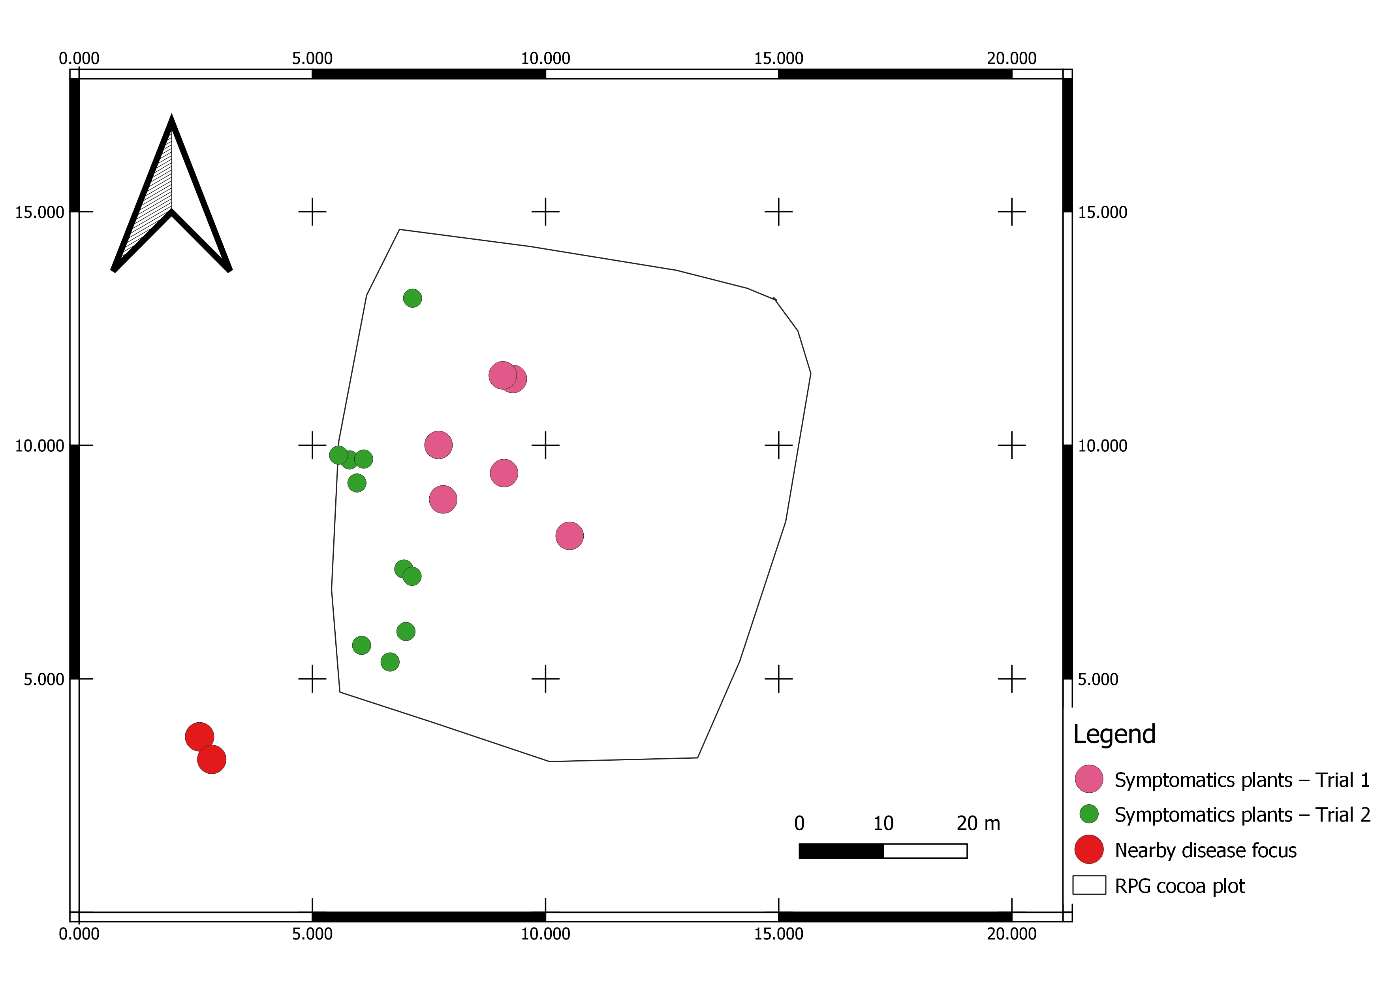 0.000 5.000 10.000 15.000 20.000
15.000 15.000
10.000 10.000
5.000 5.000
Legend
Symptomatics plants – Trial 1
Symptomatics plants – Trial 2
Nearby disease focus
RPG cocoa plot
0 10 20 m
0.000 5.000 10.000 15.000 20.000